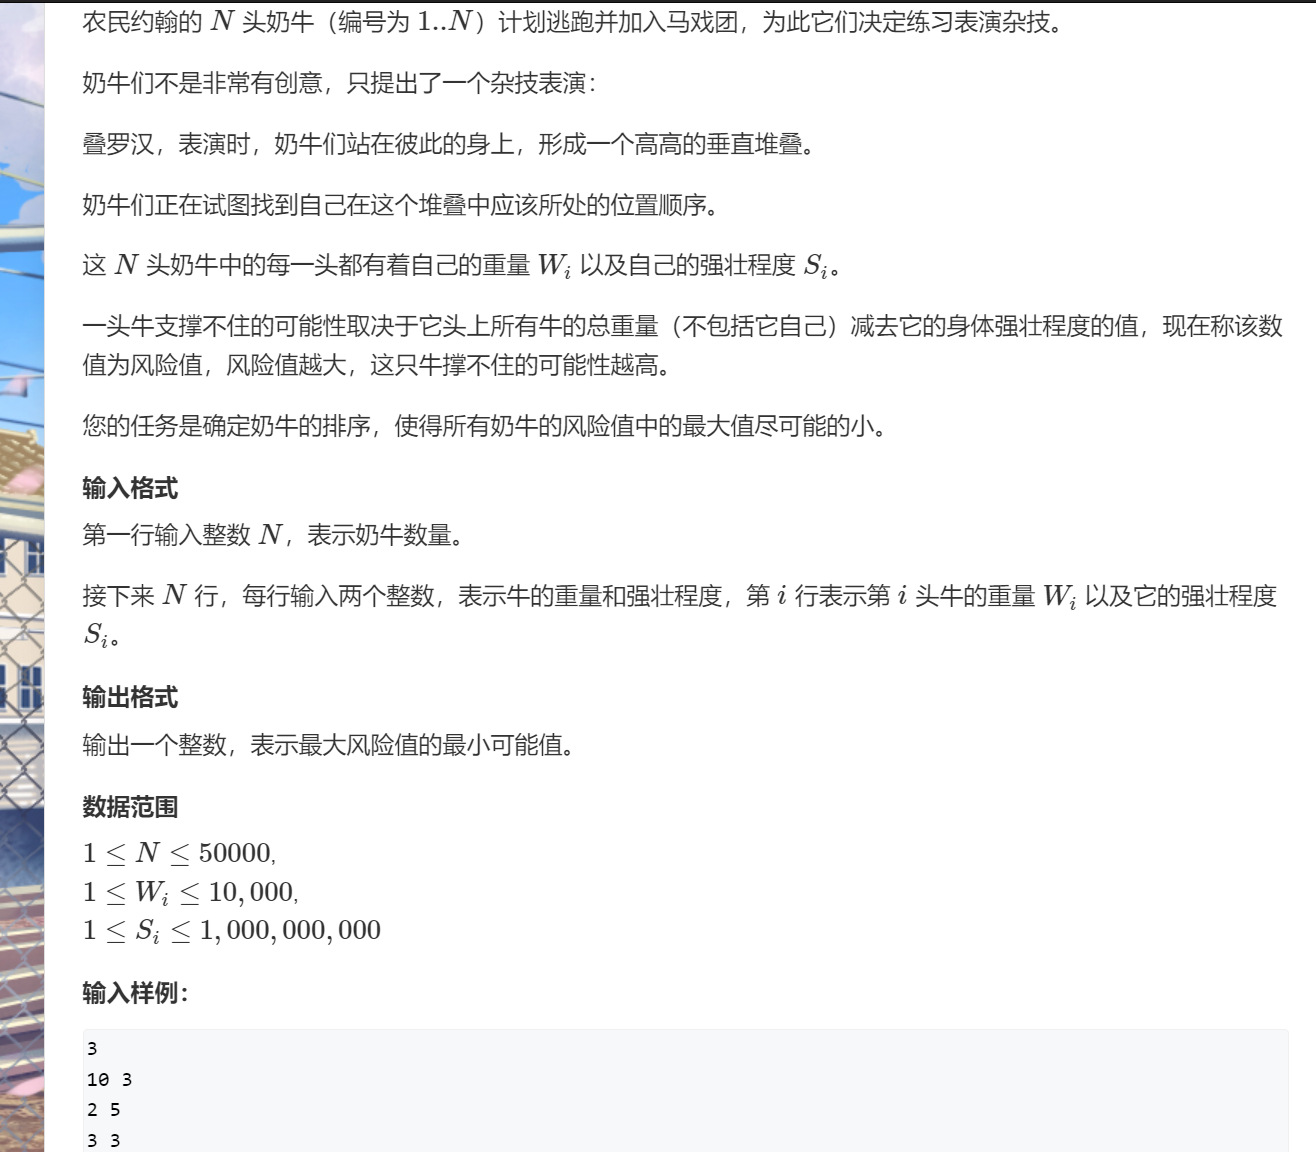 农民约翰的 N 头奶牛（编号为 1..N）计划逃跑并加入马戏团，为此它们决定练习表演杂技。
奶牛们不是非常有创意，只提出了一个杂技表演：
叠罗汉，表演时，奶牛们站在彼此的身上，形成一个高高的垂直堆叠。
奶牛们正在试图找到自己在这个堆叠中应该所处的位置顺序。
这 N 头奶牛中的每一头都有着自己的重量 W_i 以及自己的强壮程度 S_i。
一头牛支撑不住的可能性取决于它头上所有牛的总重量（不包括它自己）减去它的身体强壮程度的值，现在称该数
值为风险值，风险值越大，这只牛撑不住的可能性越高。
您的任务是确定奶牛的排序，使得所有奶牛的风险值中的最大值尽可能的小。
输入格式
第一行输入整数 N，表示奶牛数量。
接下来 N 行，每行输入两个整数，表示牛的重量和强壮程度，第 i 行表示第 i 头牛的重量 W_i 以及它的强壮程度
S_i。
输出格式
输出一个整数，表示最大风险值的最小可能值。
数据范围
1 ≤ N ≤ 50000,
1 ≤ W_i ≤ 10,000,
1 ≤ S_i ≤ 1,000,000,000
输入样例：
3
10 3
2 5
3 3